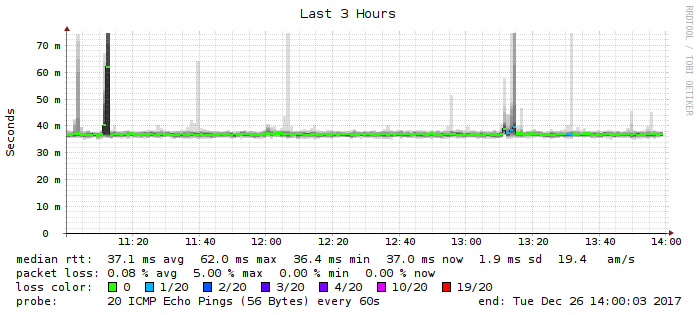 Last 3 Hours
RRDTOOL / TOBI OETIKER
Seconds
70 m
60 m
50 m
40 m
30 m
20 m
10 m
0
11:20 11:40 12:00 12:20 12:40 13:00 13:20 13:40 14:00
median rtt: 37.1 ms avg 62.0 ms max 36.4 ms min 37.0 ms now 1.9 ms sd 19.4 am/s
packet loss: 0.08 % avg 5.00 % max 0.00 % min 0.00 % now
loss color: 0 1/20 2/20 3/20 4/20 10/20 19/20
probe: 20 ICMP Echo Pings (56 Bytes) every 60s end: Tue Dec 26 14:00:03 2017